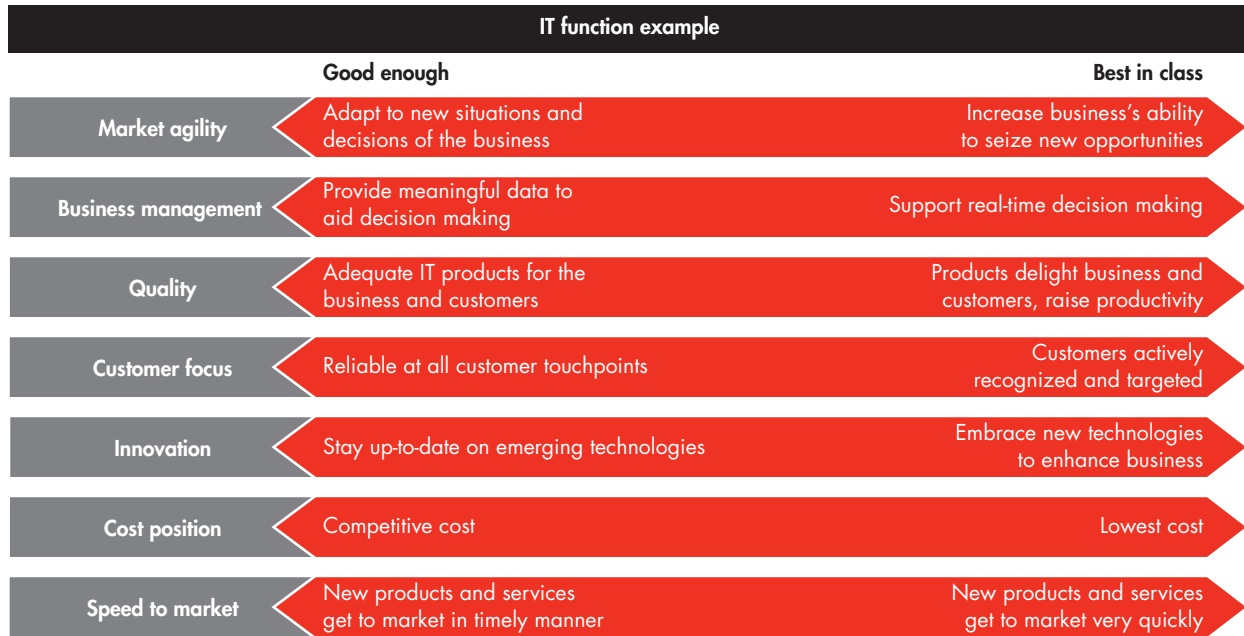 IT function example
Good enough
Best in class
Market agility
Adapt to new situations and
decisions of the business
Increase business's ability
to seize new opportunities
Business management
Provide meaningful data to
aid decision making
Support real-time decision making
Quality
Adequate IT products for the
business and customers
Products delight business and
customers, raise productivity
Customer focus
Reliable at all customer touchpoints
Customers actively
recognized and targeted
Innovation
Stay up-to-date on emerging technologies
Embrace new technologies
to enhance business
Cost position
Competitive cost
Lowest cost
Speed to market
New products and services
get to market in timely manner
New products and services
get to market very quickly